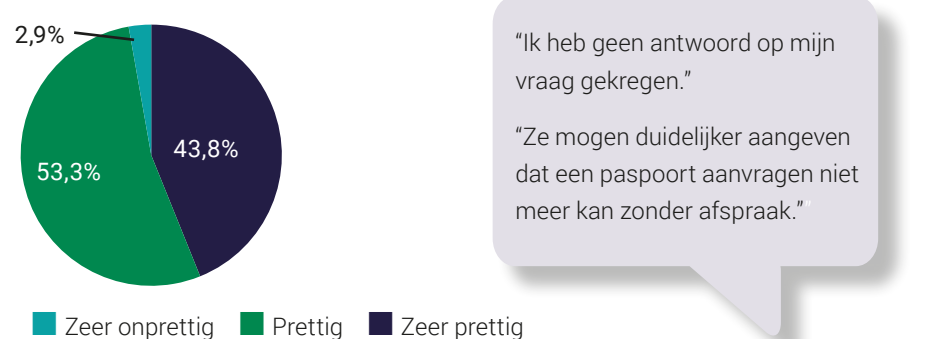 2,9%
43,8%
53,3%
Zeer onprettig
Prettig
Zeer prettig
“Ik heb geen antwoord op mijn
vraag gekregen.”
“Ze mogen duidelijker aangeven
dat een paspoort aanvragen niet
meer kan zonder afspraak.”